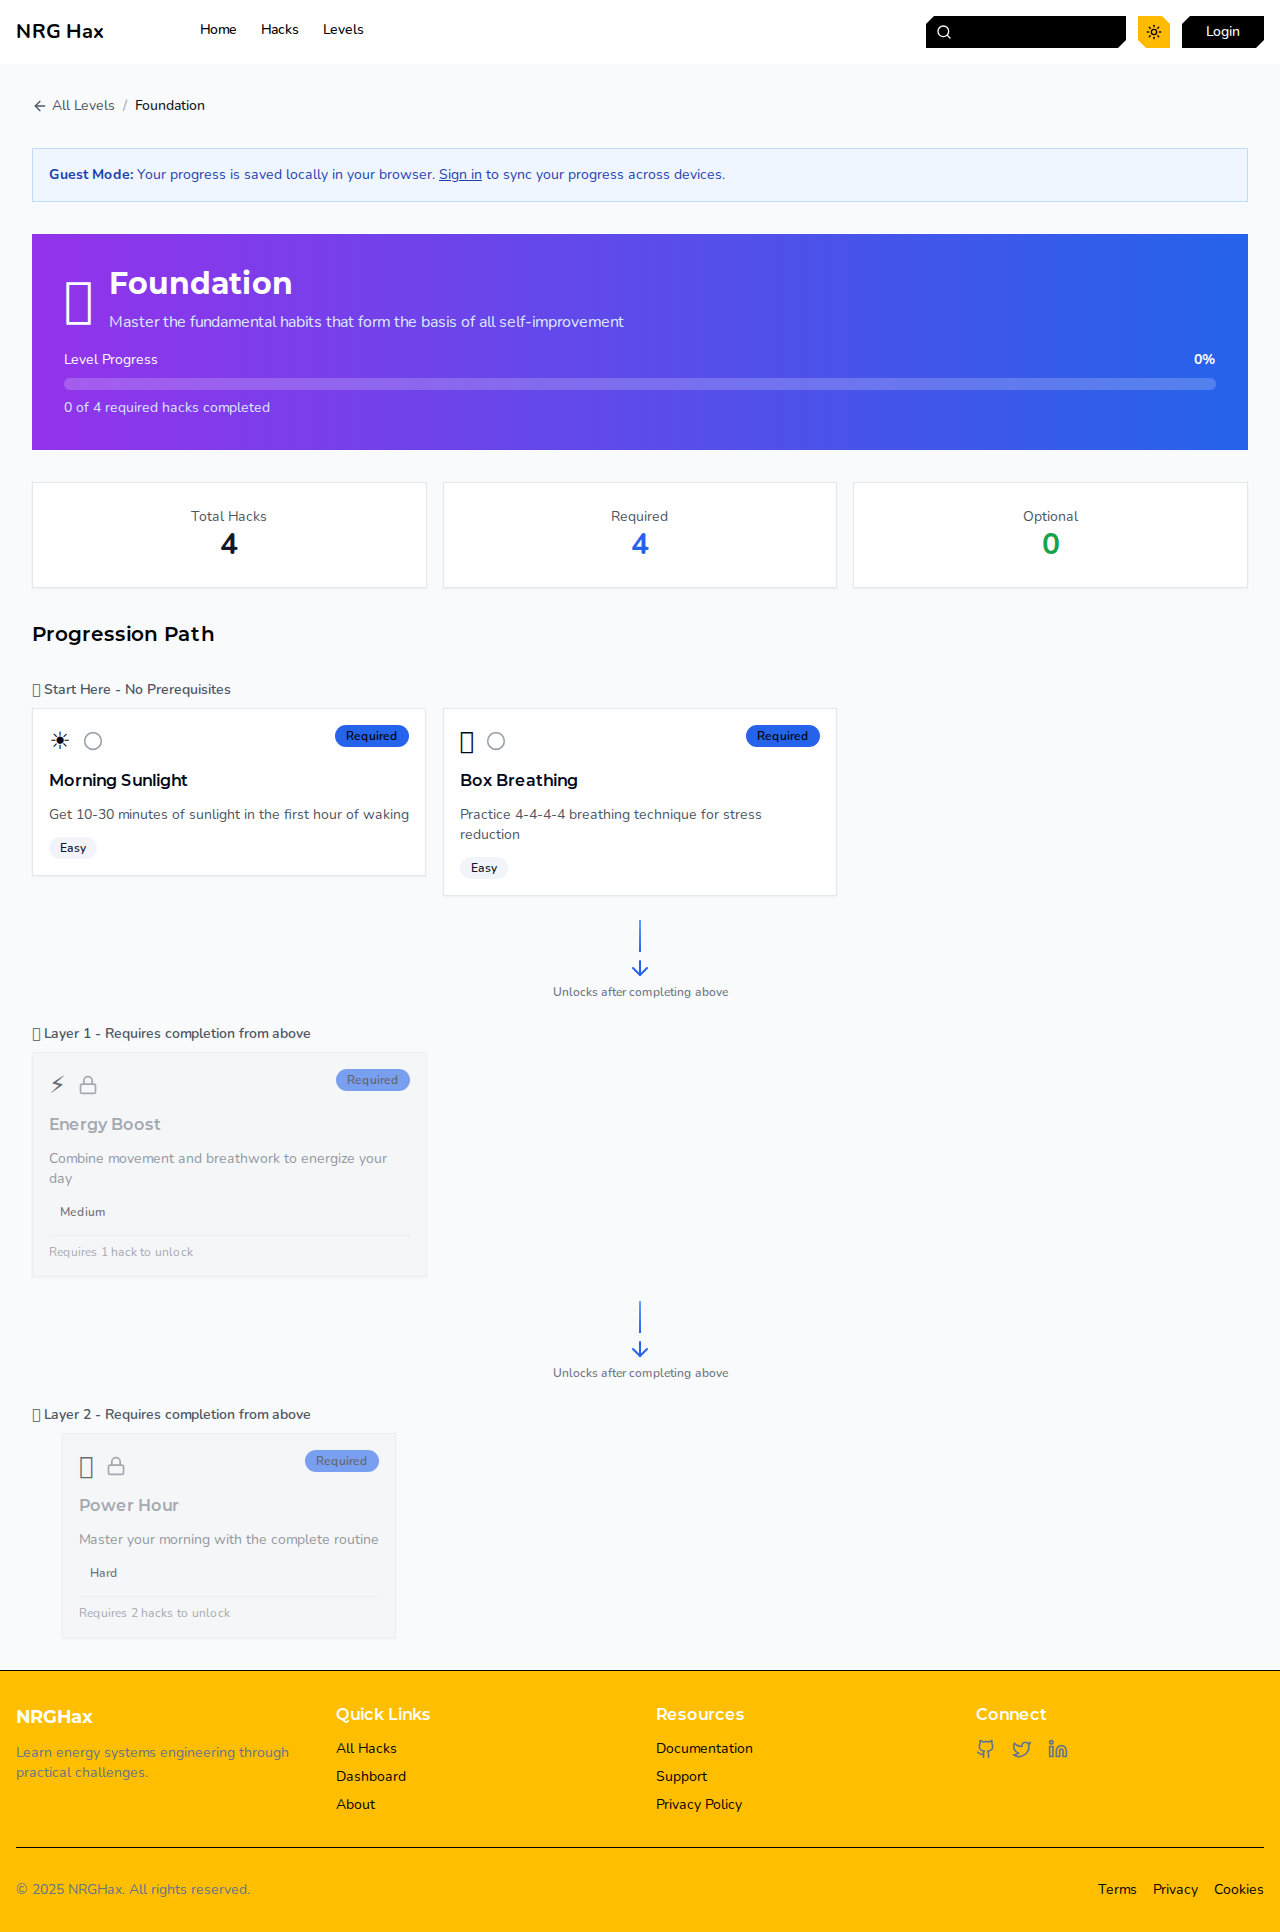 NRG Hax
Home Hacks Levels
Login
All Levels / Foundation
Guest Mode: Your progress is saved locally in your browser. Sign in to sync your progress across devices.
Foundation
Master the fundamental habits that form the basis of all self-improvement
Level Progress 0%
0 of 4 required hacks completed
Total Hacks
4
Required
4
Optional
0
Progression Path
Start Here - No Prerequisites
Required
Morning Sunlight
Get 10-30 minutes of sunlight in the first hour of waking
Easy
Required
Box Breathing
Practice 4-4-4-4 breathing technique for stress
reduction
Easy
Unlocks after completing above
Layer 1 - Requires completion from above
Required
Energy Boost
Combine movement and breathwork to energize your
day
Medium
Requires 1 hack to unlock
Unlocks after completing above
Layer 2 - Requires completion from above
Required
Power Hour
Master your morning with the complete routine
Hard
Requires 2 hacks to unlock
NRGHax
Learn energy systems engineering through
practical challenges.
Quick Links
All Hacks
Dashboard
About
Resources
Documentation
Support
Privacy Policy
Connect
© 2025 NRGHax. All rights reserved.
Terms Privacy Cookies